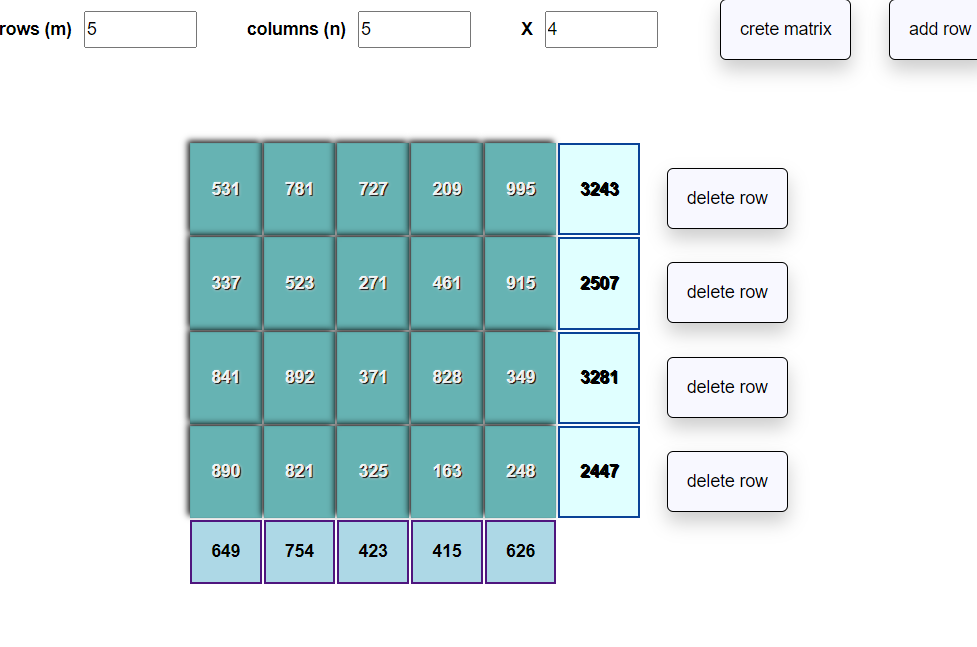 rows (m) 5 columns (n) 5 X 4 crete matrix add row
531 781 727 209 995 3243 delete row
337 523 271 461 915 2507 delete row
841 892 371 828 349 3281 delete row
890 821 325 163 248 2447 delete row
649 754 423 415 626